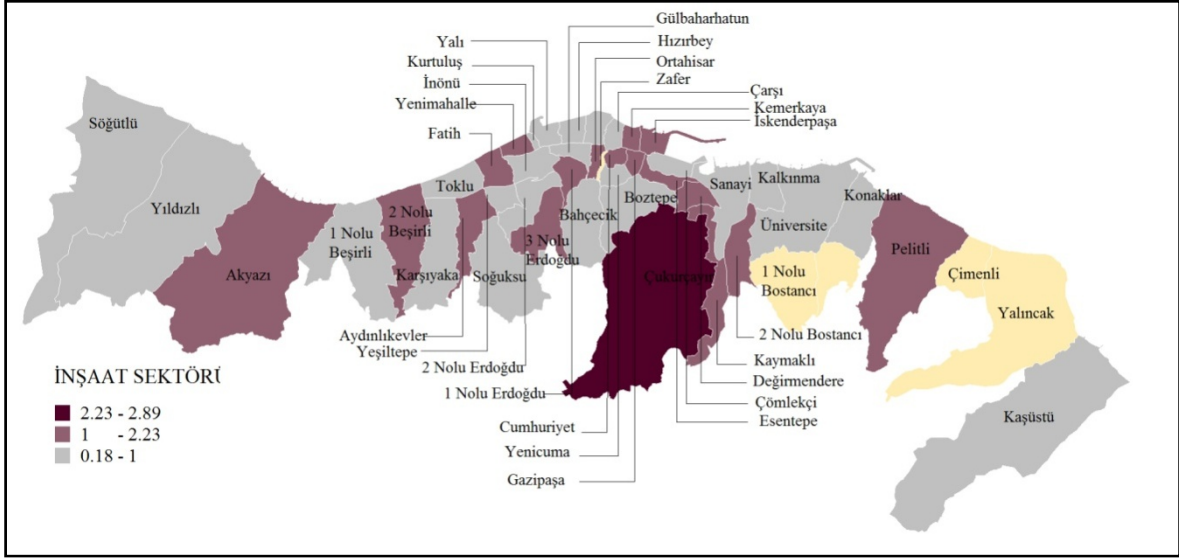 Gülbaharhatun
Hızırbey
Ortahisar
Zafer
Yalı
Kurtuluş
İnönü
Yenimahalle
Fatih
Çarşı
Kemerkaya
İskenderpaşa
Söğütlü
Yıldızlı
Akyazı
1 Nolu
Beşirli
2 Nolu
Beşirli
Toklu
Karşıyaka
Soğuksu
3 Nolu
Erdoğdu
Bahçecik
Boztepe
Çukurçayır
Sanayi
Kalkınma
Üniversite
Konaklar
1 Nolu
Bostancı
Pelitli
Çimenli
Yalıncak
Kaşüstü
Aydınlıkevler
Yeşiltepe
2 Nolu Erdoğdu
1 Nolu Erdoğdu
Cumhuriyet
Yenicuma
Gazipaşa
2 Nolu Bostancı
Kaymaklı
Değirmendere
Çömlekçi
Esentepe
İNŞAAT SEKTÖRÜ
2.23 - 2.89
1 - 2.23
0.18 - 1